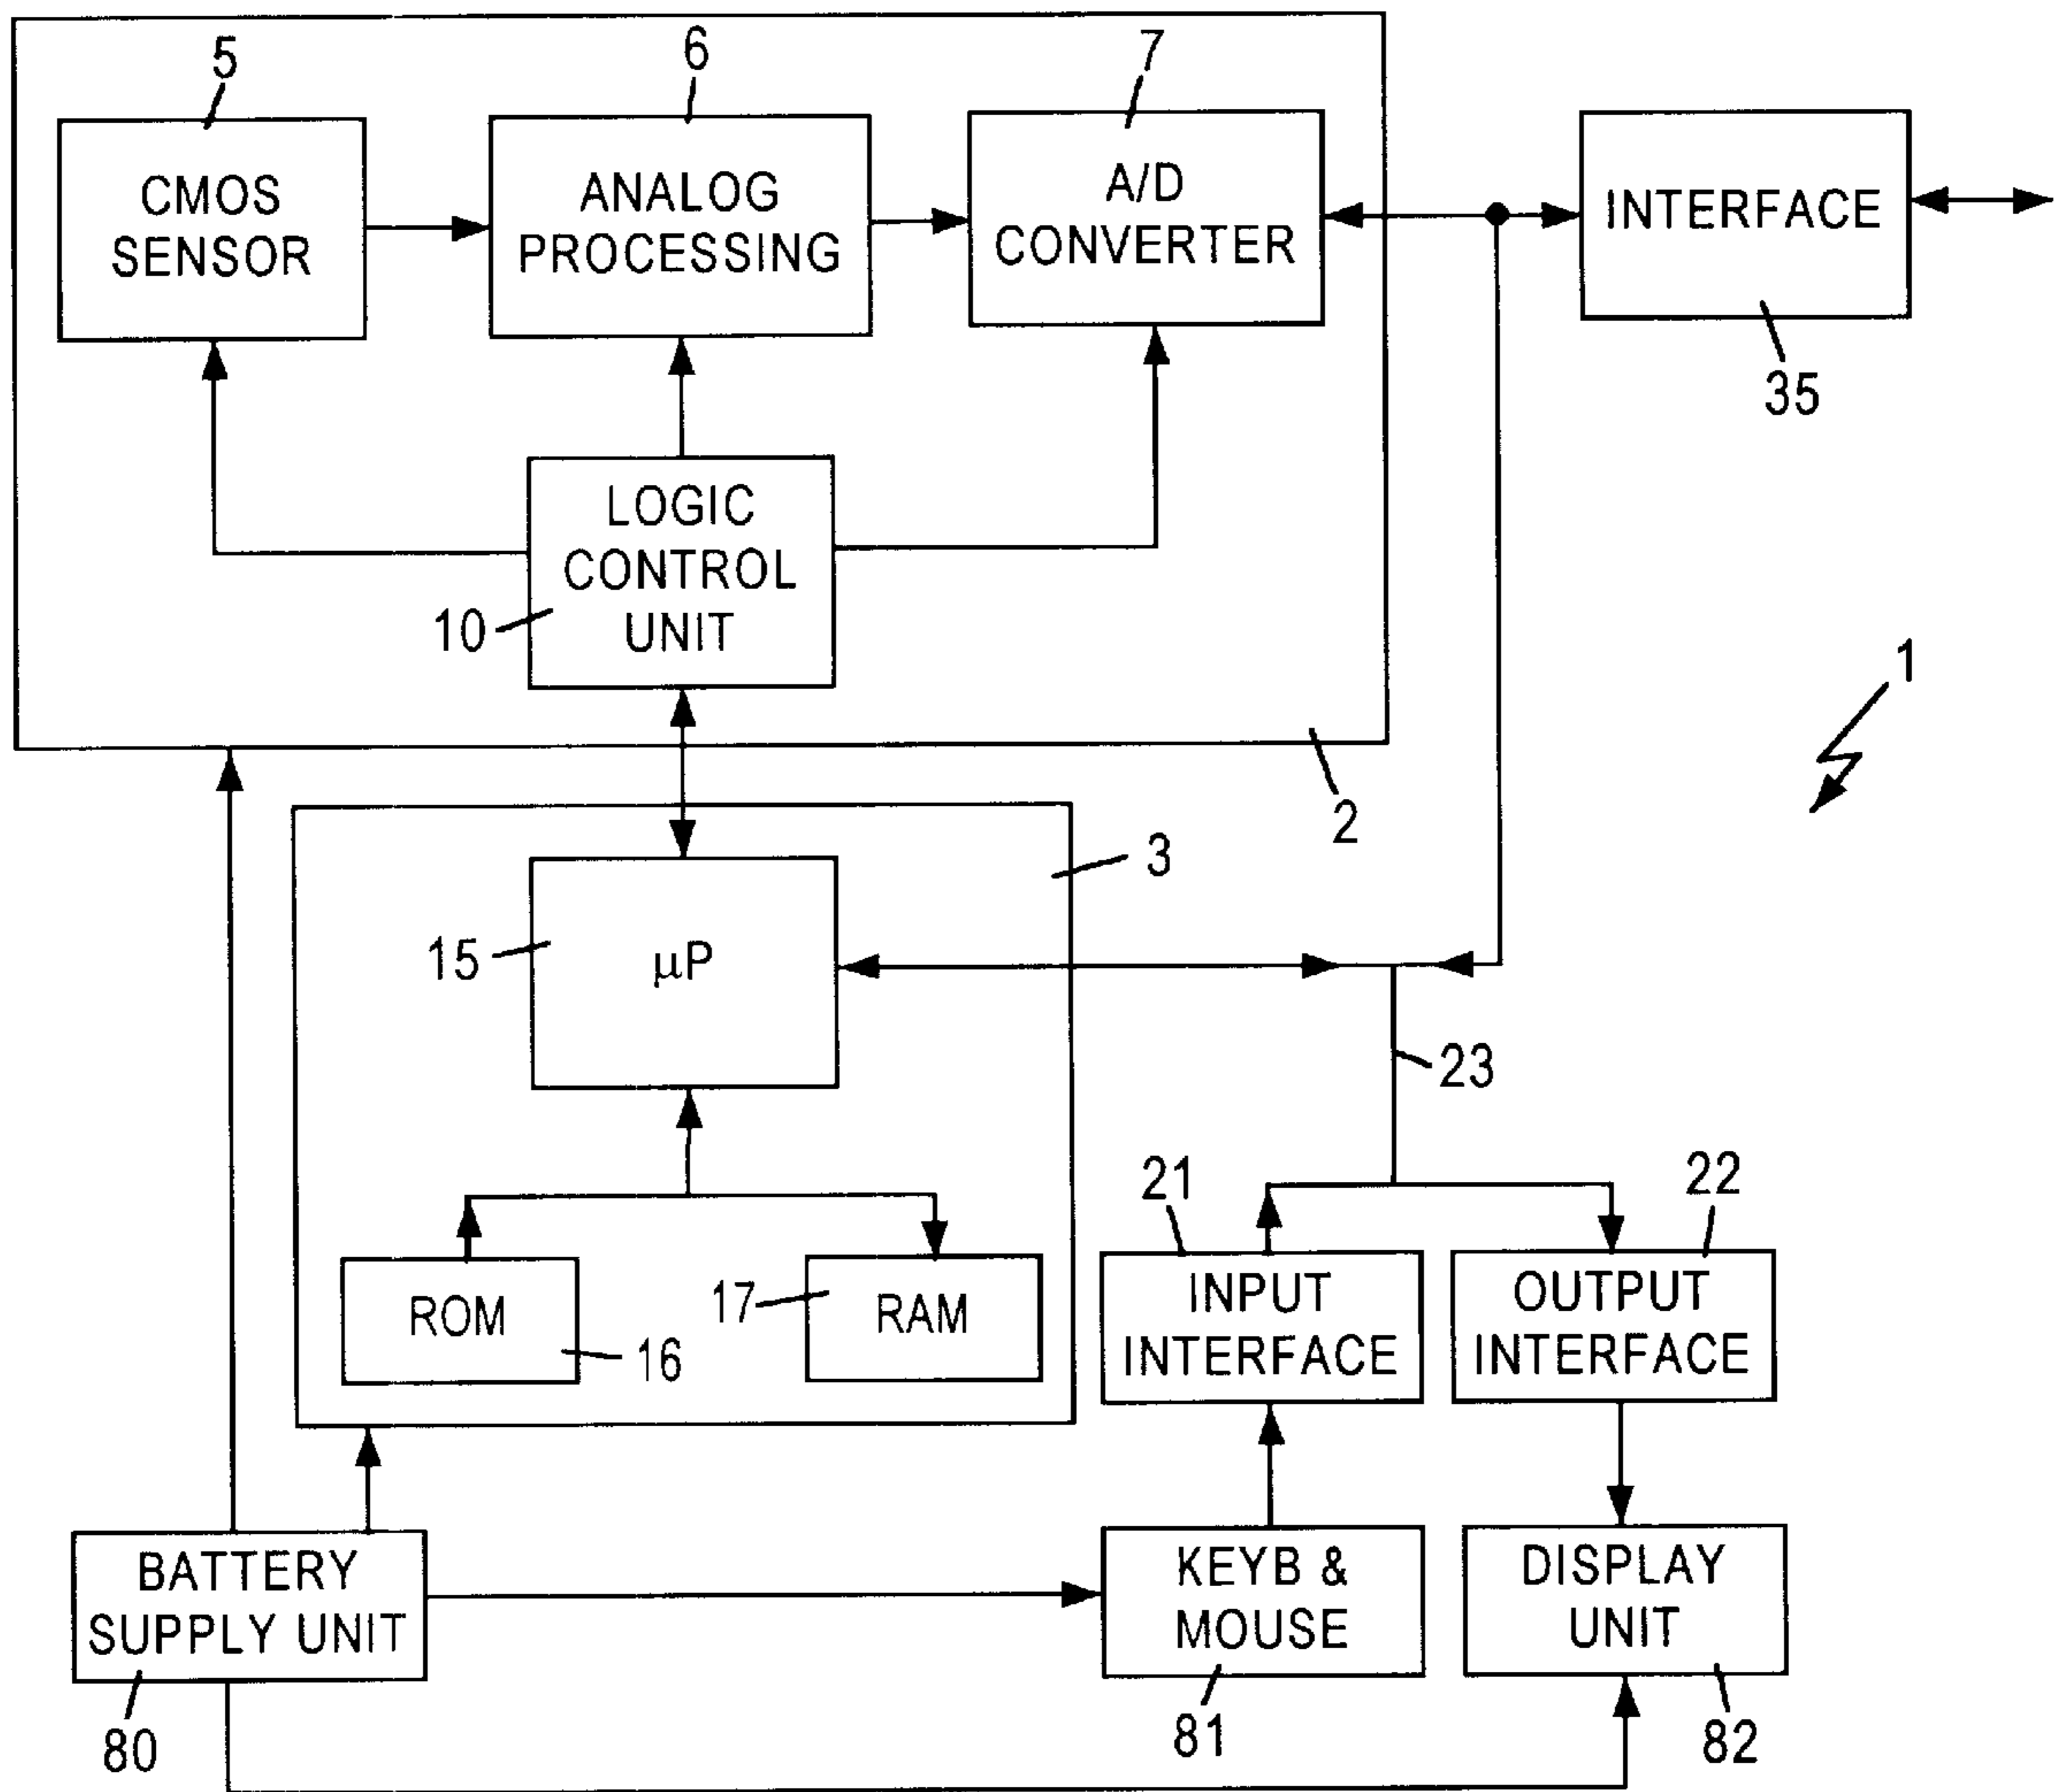 5
6
7
CMOS
SENSOR
ANALOG
PROCESSING
A/D
CONVERTER
INTERFACE
35
LOGIC
CONTROL
UNIT
10
1
2
3
15
μP
23
21
22
ROM
16
17
RAM
INPUT
INTERFACE
OUTPUT
INTERFACE
BATTERY
SUPPLY UNIT
KEYB &
MOUSE
DISPLAY
UNIT
80
81
82